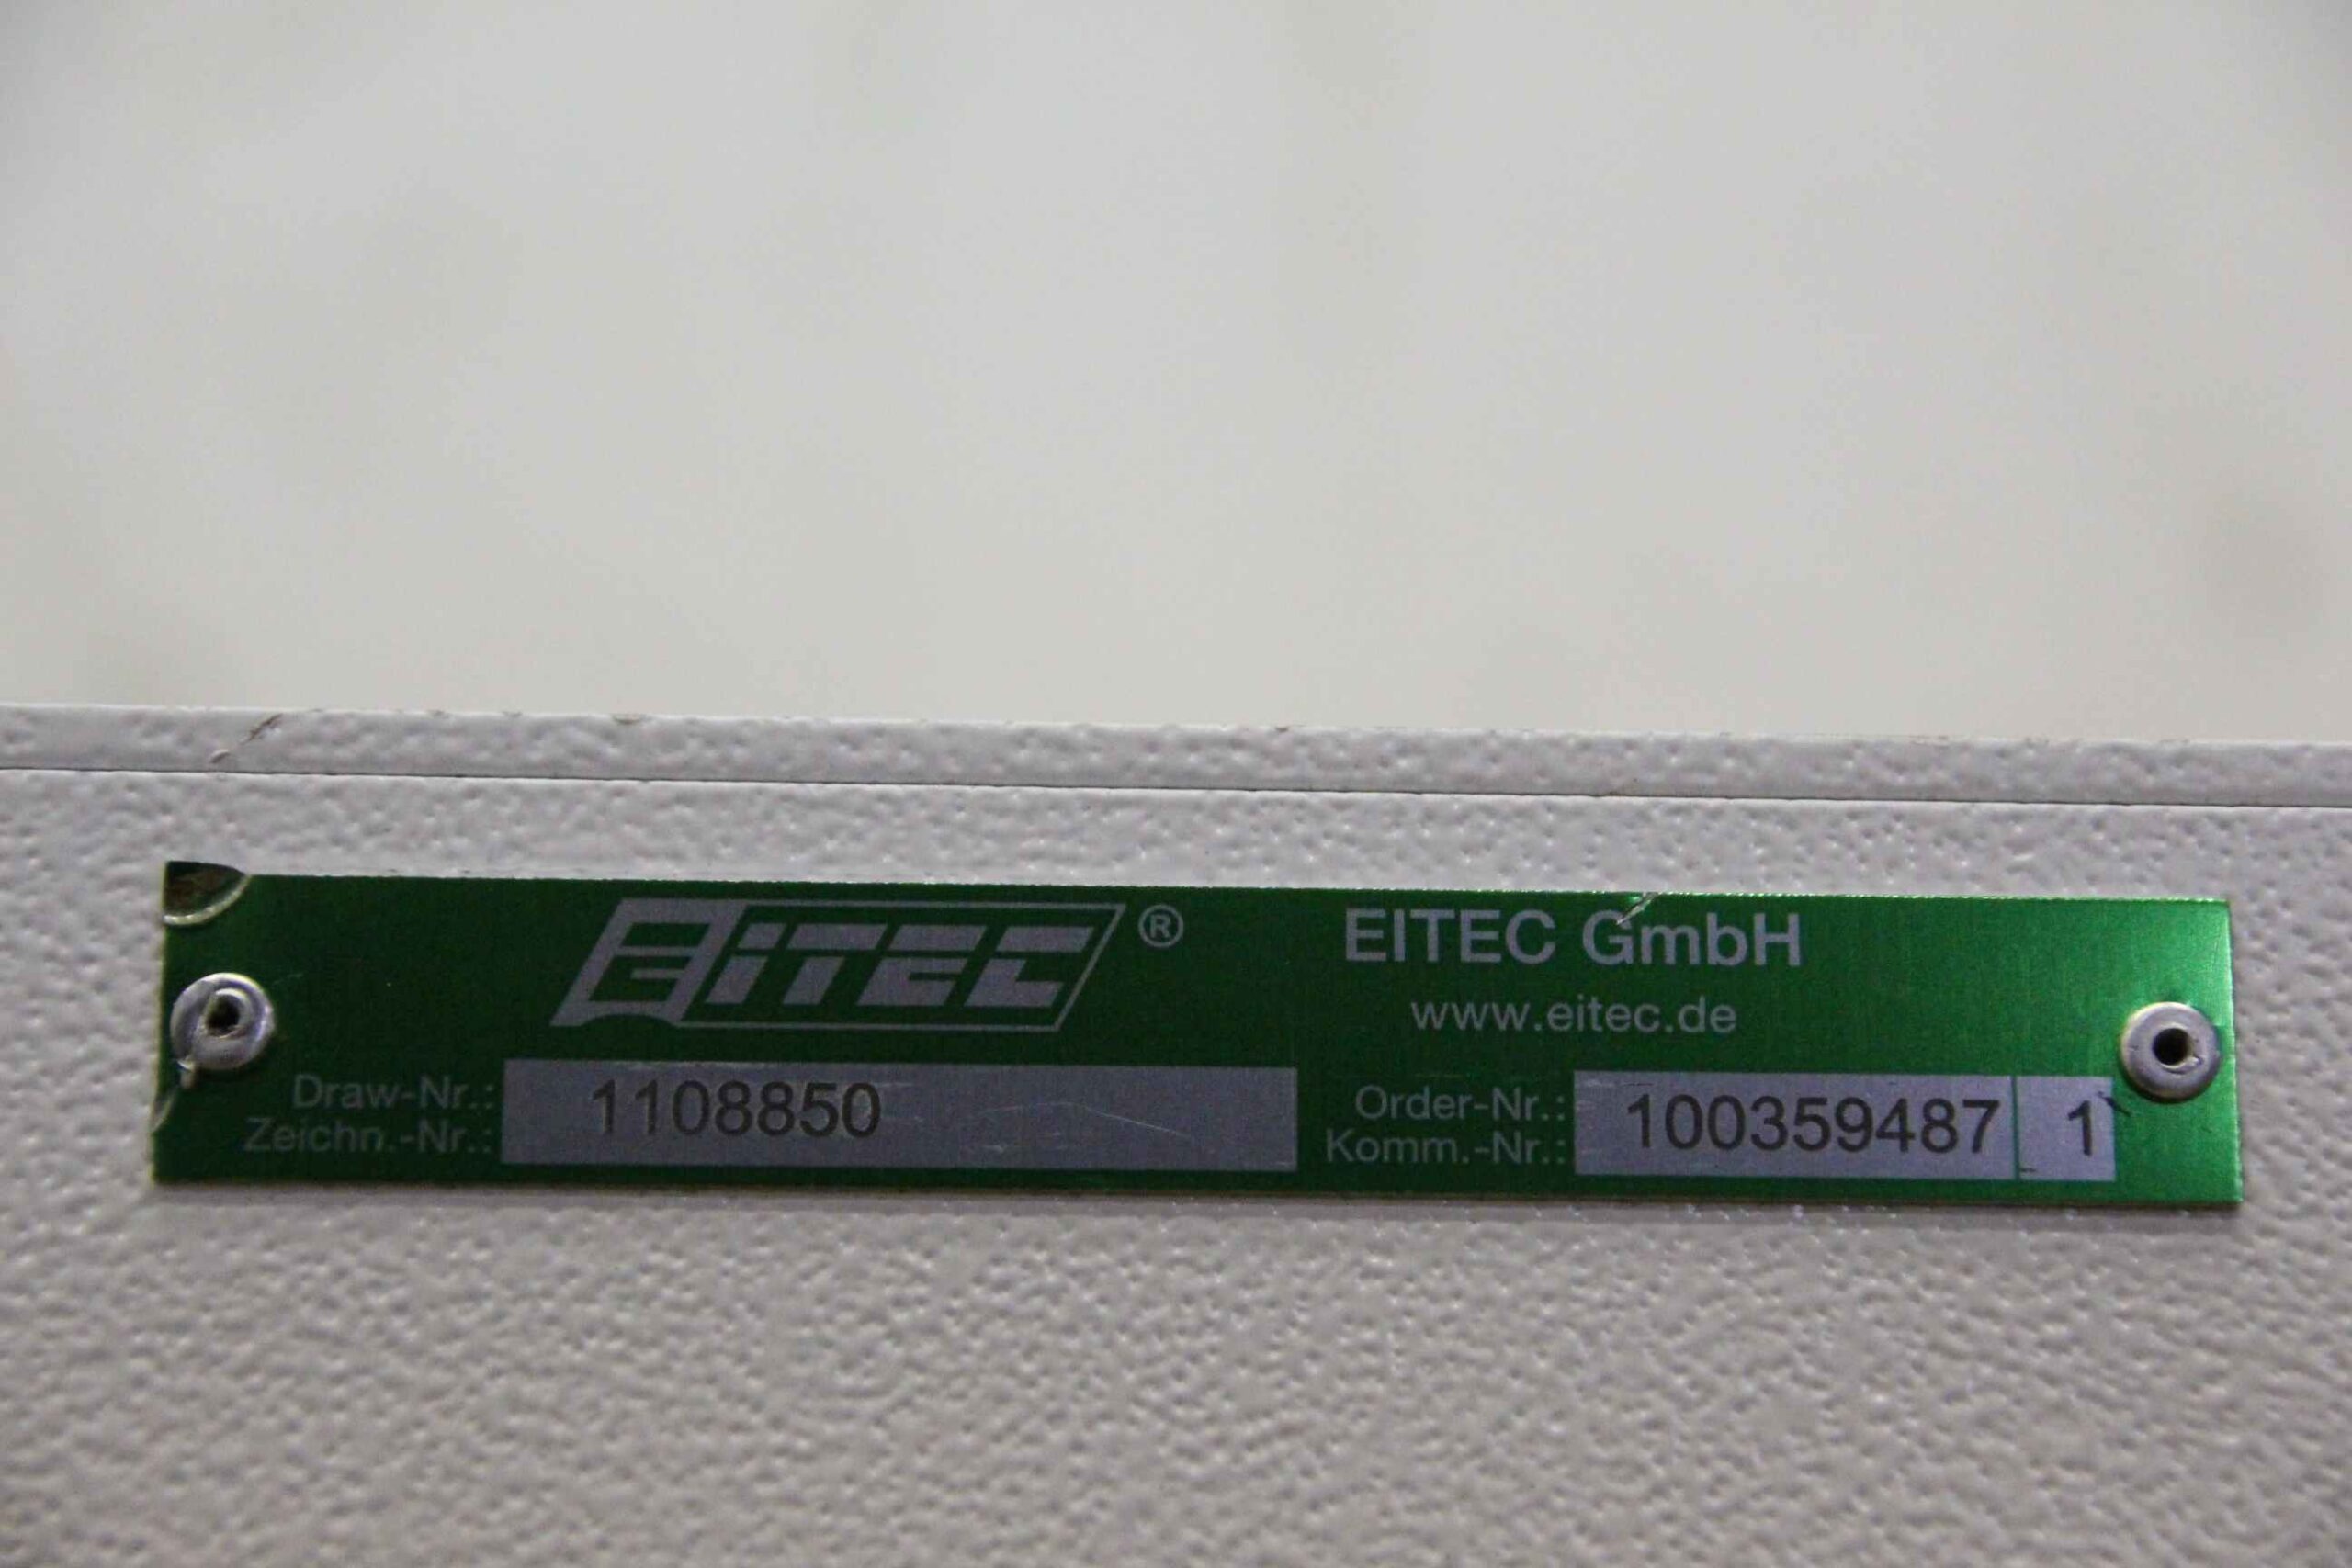 EITEC® EITEC GmbH
www.eitec.de
Draw-Nr.: 1108850 Order-Nr.: 100359487 1
Zeichn.-Nr.: Komm.-Nr.: